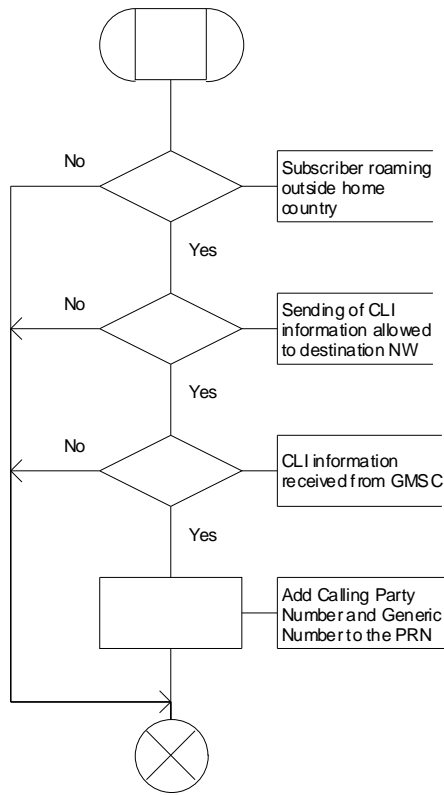 No
Subscriber roaming
outside home
country
Yes
No
Sending of CLI
information allowed
to destination NW
Yes
No
CLI information
received from GMSC
Yes
Add Calling Party
Number and Generic
Number to the PRN